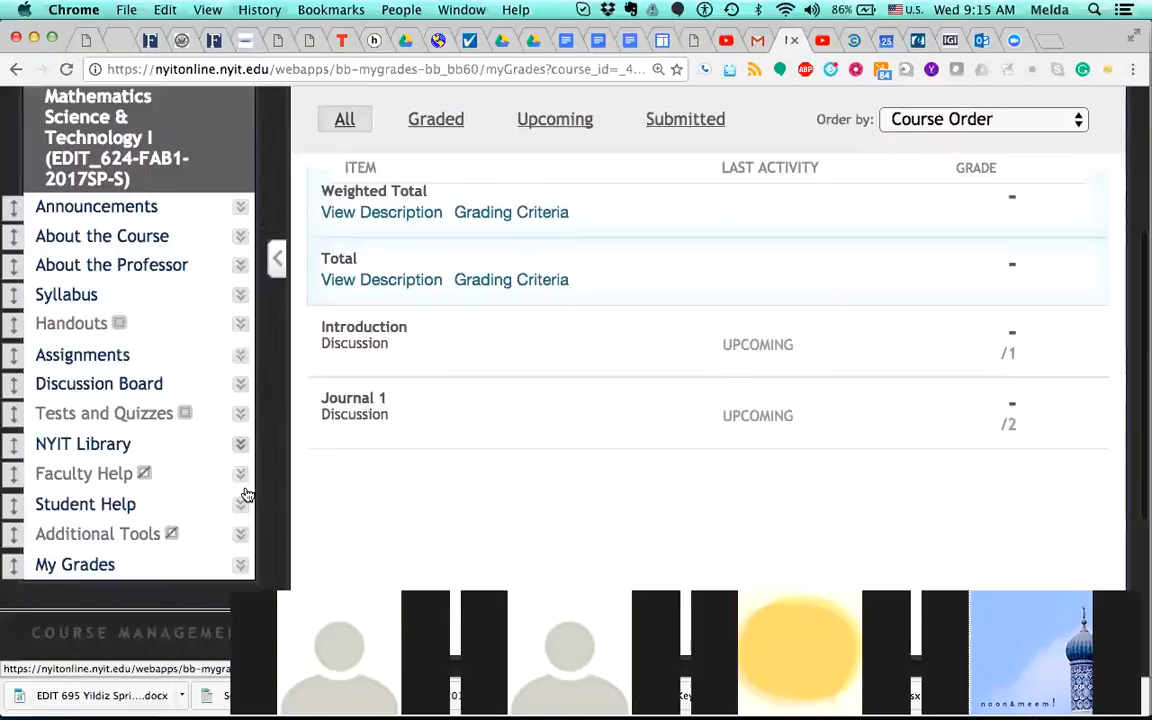 Chrome File Edit View History Bookmarks People Window Help 86% U.S. Wed 9:15 AM Melda
https://nyitonline.nyit.edu/webapps/bb-mygrades-bb_bb60/myGrades?course_id=_4...
Mathematics
Science &
Technology I
(EDIT_624-FAB1-
2017SP-S)
Announcements
About the Course
About the Professor
Syllabus
Handouts
Assignments
Discussion Board
Tests and Quizzes
NYIT Library
Faculty Help
Student Help
Additional Tools
My Grades
COURSE MANAGEME
All Graded Upcoming Submitted Order by: Course Order
ITEM LAST ACTIVITY GRADE
Weighted Total -
View Description Grading Criteria
Total -
View Description Grading Criteria
Introduction -
Discussion UPCOMING /1
Journal 1 -
Discussion UPCOMING /2
noon&meem!
https://nyitonline.nyit.edu/webapps/bb-mygra
EDIT 695 Yildiz Spri....docx